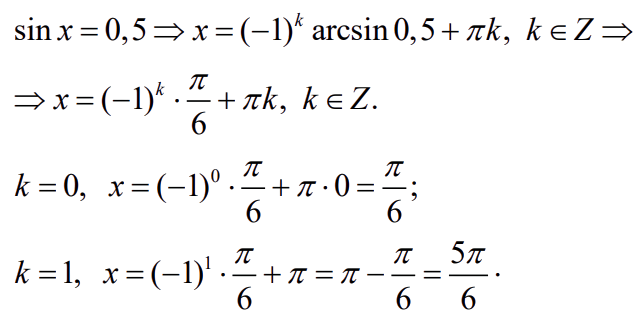 sin x = 0,5 ⇒ x = (−1)^k arcsin 0,5 + πk, k ∈ Z ⇒
⇒ x = (−1)^k · π/6 + πk, k ∈ Z.
k = 0, x = (−1)^0 · π/6 + π · 0 = π/6;
k = 1, x = (−1)^1 · π/6 + π = π − π/6 = 5π/6 ·